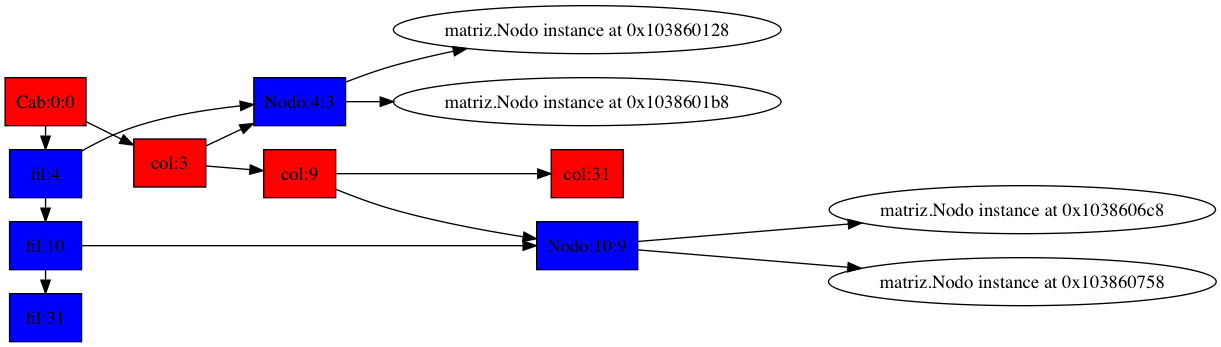 matriz.Nodo instance at 0x103860128
Cab:0:0
Nodo:4:3
matriz.Nodo instance at 0x1038601b8
fil:4
col:3
col:9
col:31
matriz.Nodo instance at 0x1038606c8
fil:10
Nodo:10:9
matriz.Nodo instance at 0x103860758
fil:31